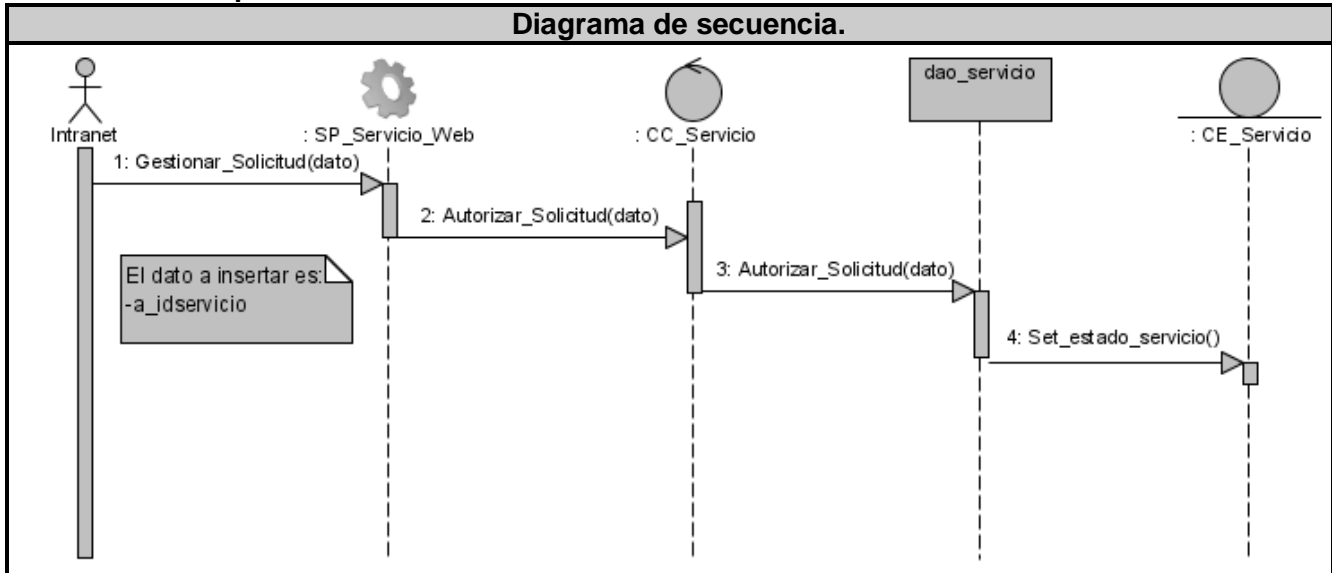 Diagrama de secuencia.
Intranet
: SP_Servicio_Web
: CC_Servicio
dao_servicio
: CE_Servicio
1: Gestionar_Solicitud(dato)
2: Autorizar_Solicitud(dato)
El dato a insertar es:
-a_idservicio
3: Autorizar_Solicitud(dato)
4: Set_estado_servicio()